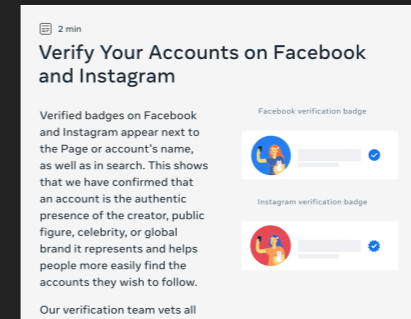 2 min
Verify Your Accounts on Facebook
and Instagram
Verified badges on Facebook
and Instagram appear next to
the Page or account's name,
as well as in search. This shows
that we have confirmed that
an account is the authentic
presence of the creator, public
figure, celebrity, or global
brand it represents and helps
people more easily find the
accounts they wish to follow.
Our verification team vets all
Facebook verification badge
Instagram verification badge